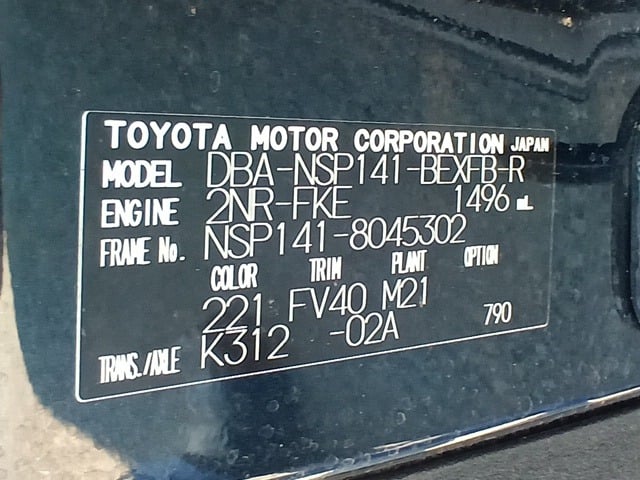 TOYOTA MOTOR CORPORATION JAPAN
MODEL DBA-NSP141-BEXFB-R
ENGINE 2NR-FKE 1496 mL
FRAME No. NSP141-8045302
COLOR TRIM PLANT OPTION
221 FV40 M21
TRANS./AXLE K312 -02A 790